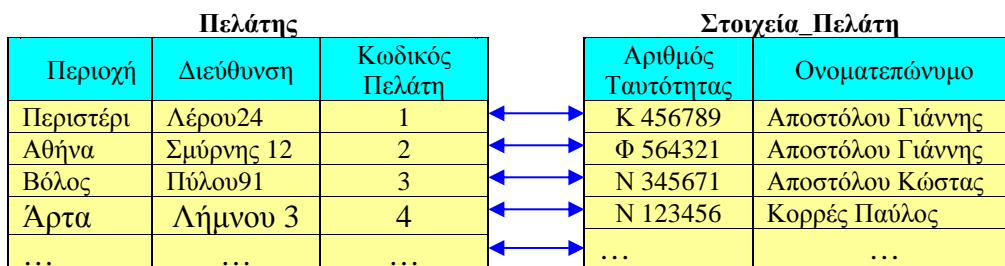 Πελάτης Στοιχεία_Πελάτη
Περιοχή Διεύθυνση Κωδικός Πελάτη Αριθμός Ταυτότητας Ονοματεπώνυμο
Περιστέρι Λέρου24 1 Κ 456789 Αποστόλου Γιάννης
Αθήνα Σμύρνης 12 2 Φ 564321 Αποστόλου Γιάννης
Βόλος Πύλου91 3 Ν 345671 Αποστόλου Κώστας
Άρτα Λήμνου 3 4 Ν 123456 Κορρές Παύλος
… … … … …